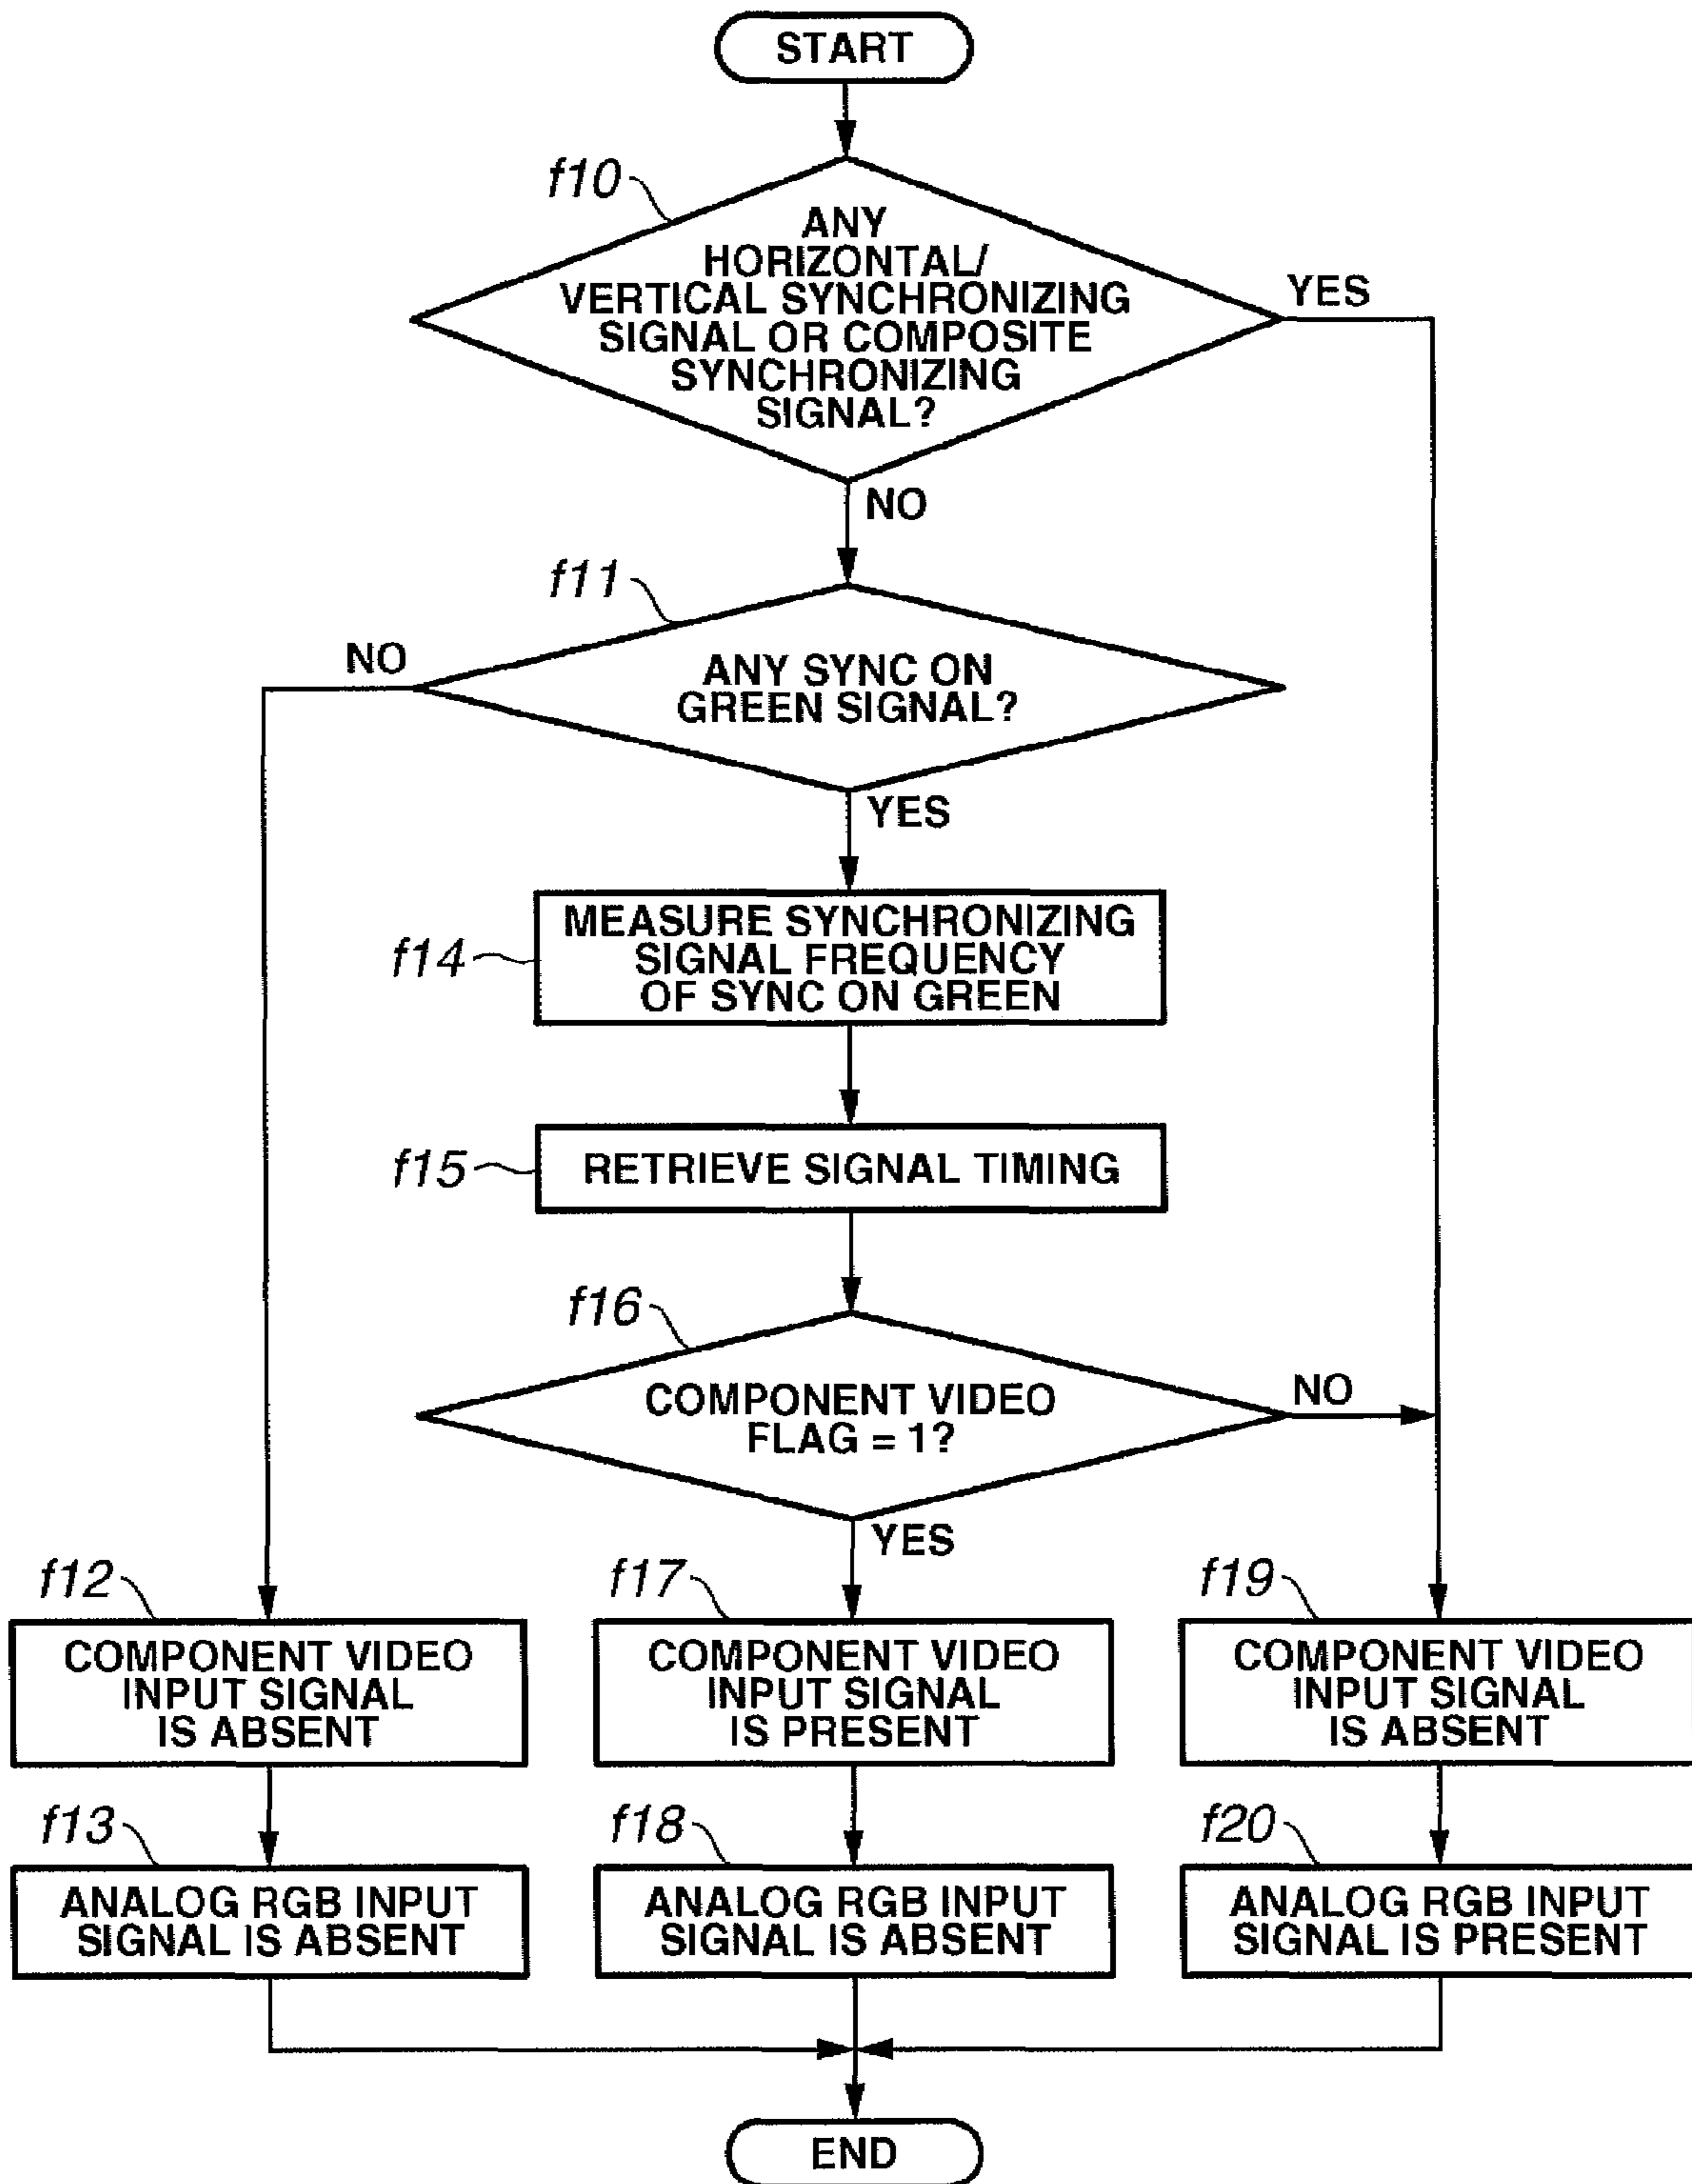 START
f10
ANY
HORIZONTAL/
VERTICAL SYNCHRONIZING
SIGNAL OR COMPOSITE
SYNCHRONIZING
SIGNAL?
YES
NO
f11
NO
ANY SYNC ON
GREEN SIGNAL?
YES
f14
MEASURE SYNCHRONIZING
SIGNAL FREQUENCY
OF SYNC ON GREEN
f15
RETRIEVE SIGNAL TIMING
f16
COMPONENT VIDEO
FLAG = 1?
NO
YES
f12
COMPONENT VIDEO
INPUT SIGNAL
IS ABSENT
f17
COMPONENT VIDEO
INPUT SIGNAL
IS PRESENT
f19
COMPONENT VIDEO
INPUT SIGNAL
IS ABSENT
f13
ANALOG RGB INPUT
SIGNAL IS ABSENT
f18
ANALOG RGB INPUT
SIGNAL IS ABSENT
f20
ANALOG RGB INPUT
SIGNAL IS PRESENT
END